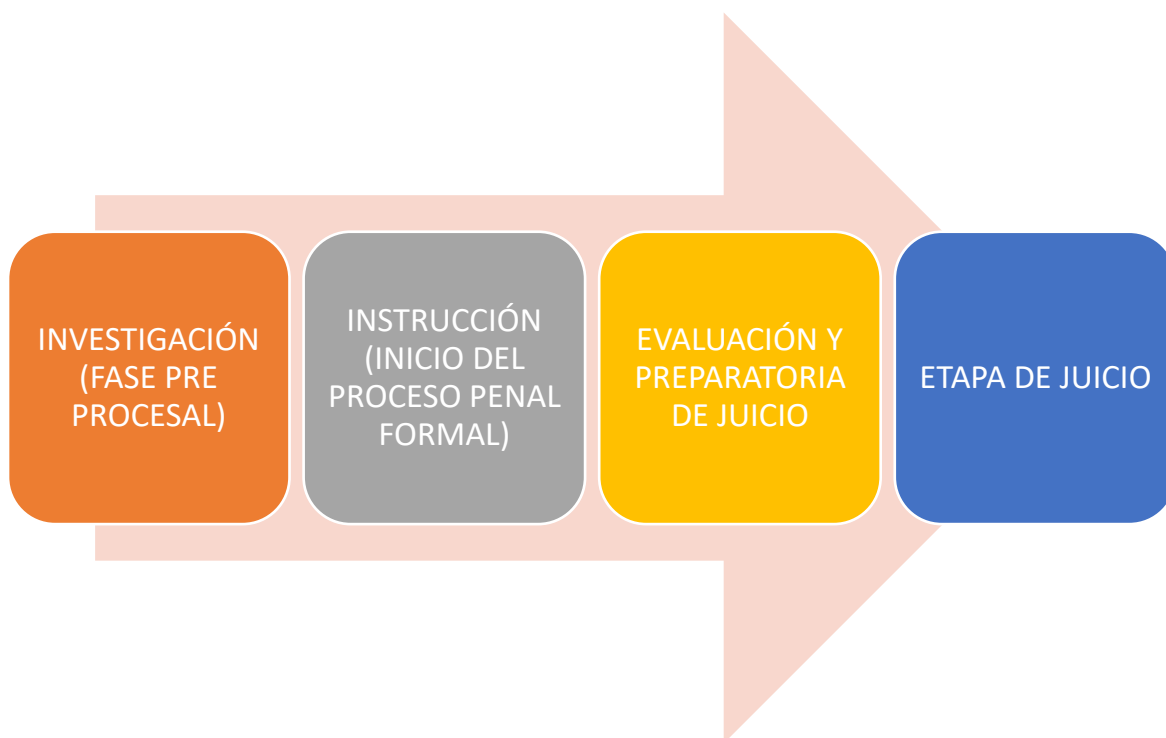 INVESTIGACIÓN
(FASE PRE
PROCESAL)
INSTRUCCIÓN
(INICIO DEL
PROCESO PENAL
FORMAL)
EVALUACIÓN Y
PREPARATORIA
DE JUICIO
ETAPA DE JUICIO